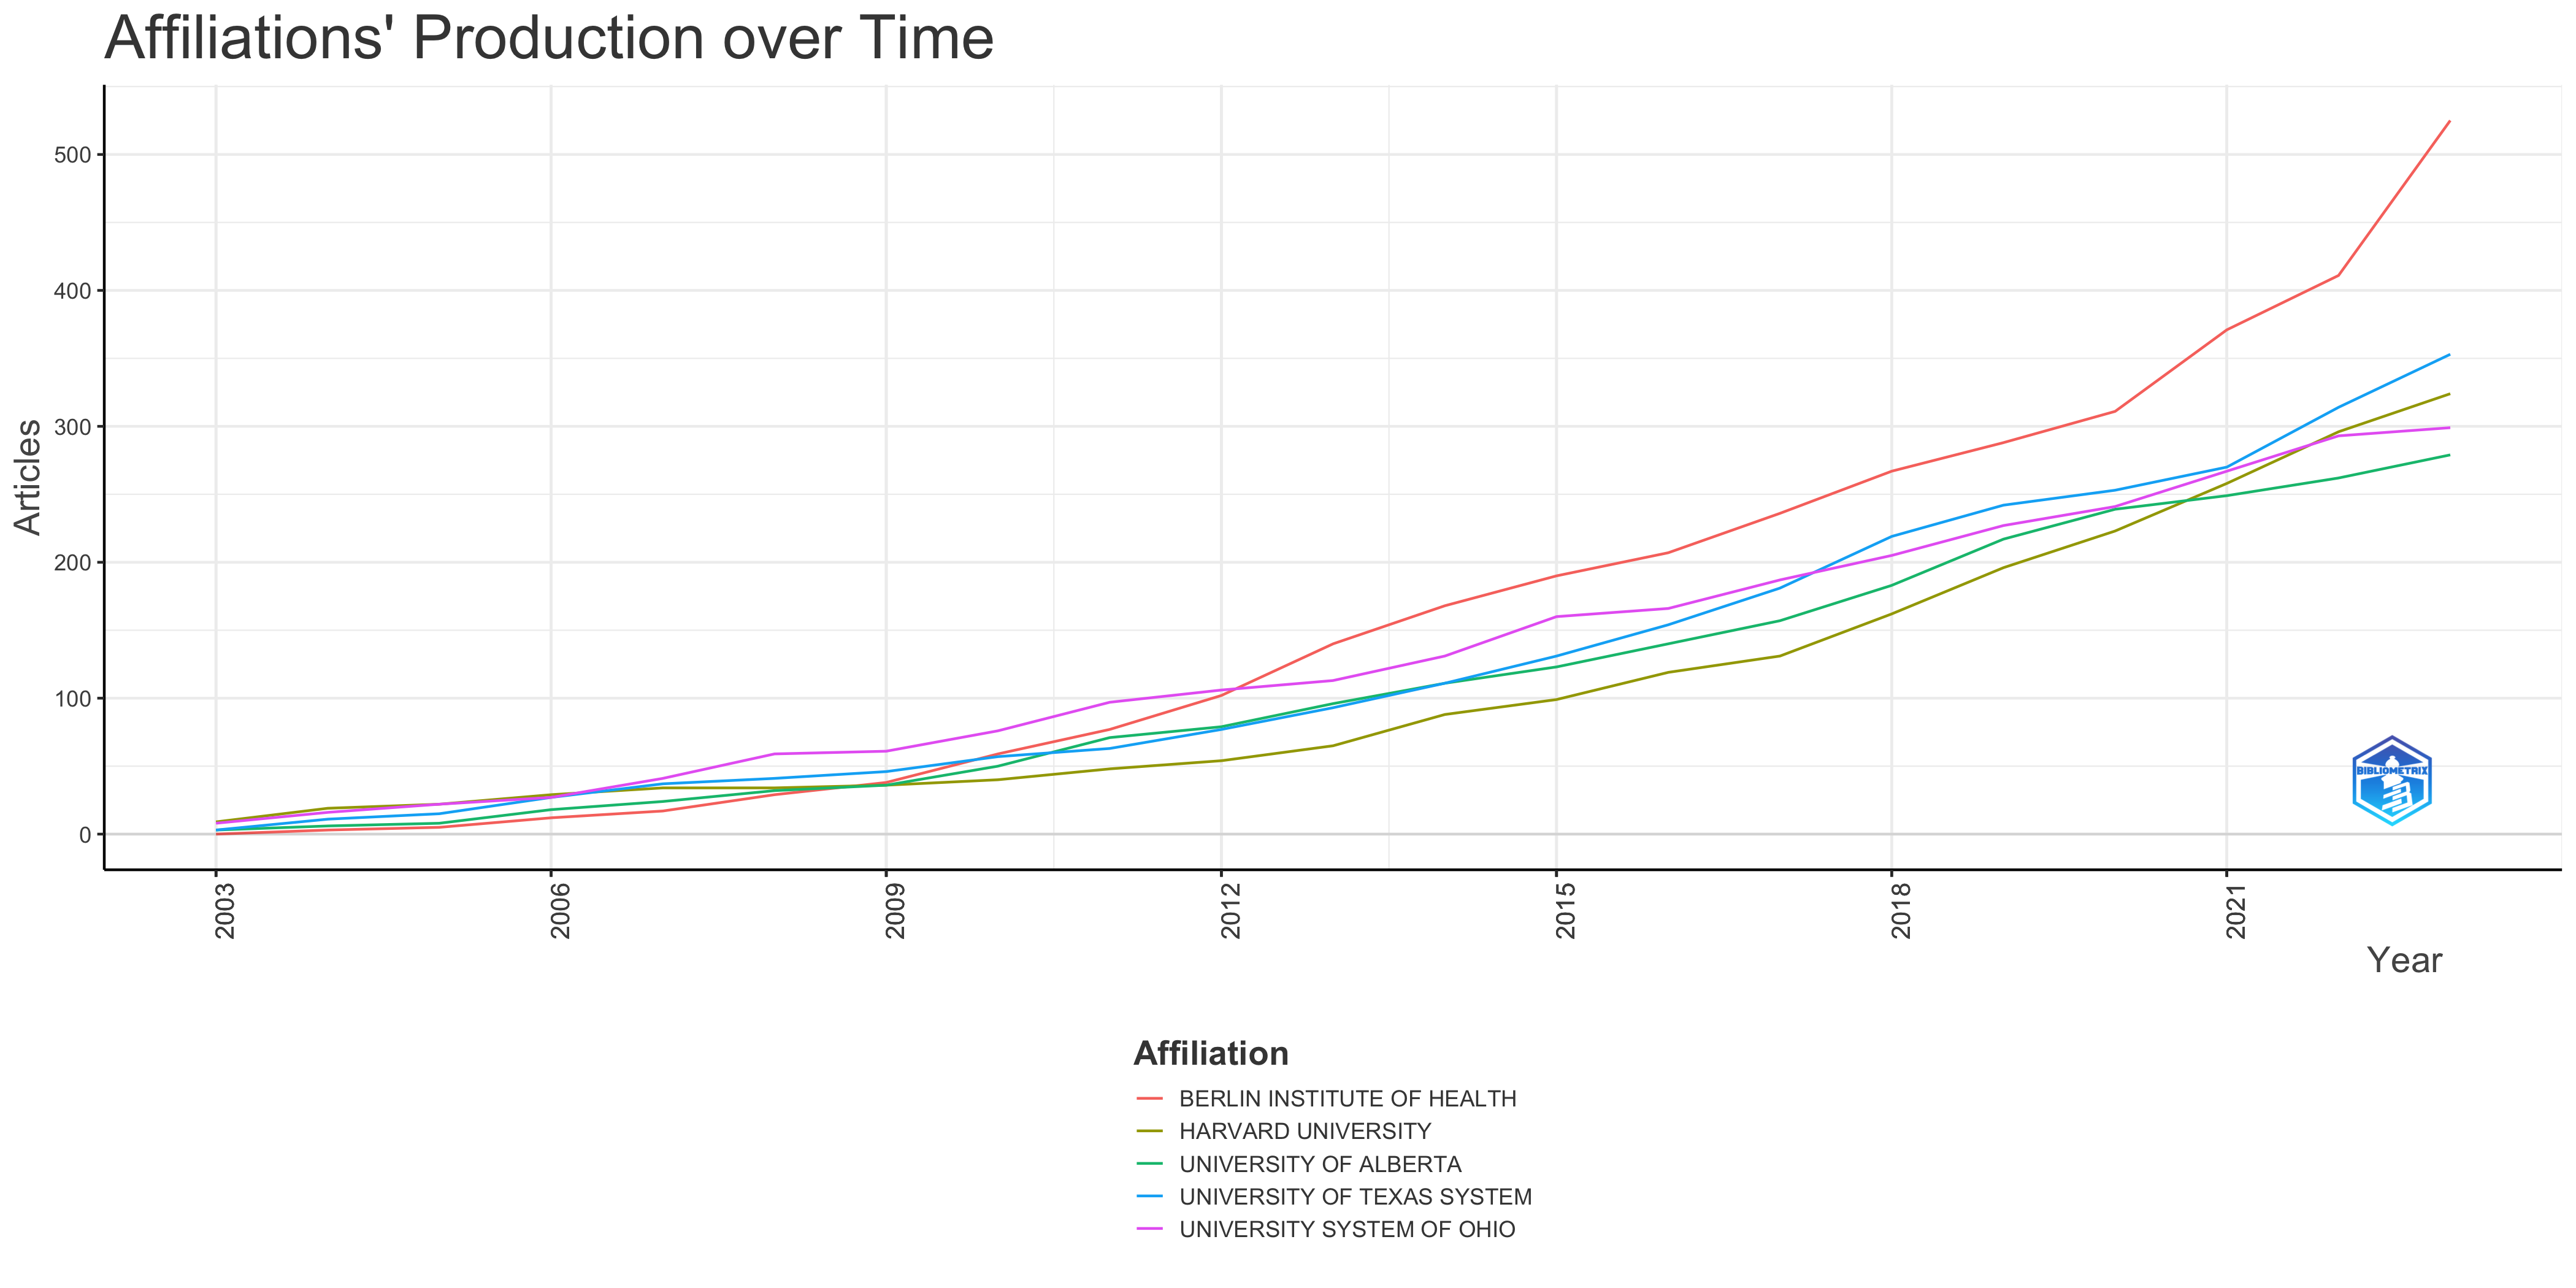 Affiliations' Production over Time
Articles
500
400
300
200
100
0
2003
2006
2009
2012
2015
2018
2021
Year
BIBLIOMETRIX
Affiliation
BERLIN INSTITUTE OF HEALTH
HARVARD UNIVERSITY
UNIVERSITY OF ALBERTA
UNIVERSITY OF TEXAS SYSTEM
UNIVERSITY SYSTEM OF OHIO